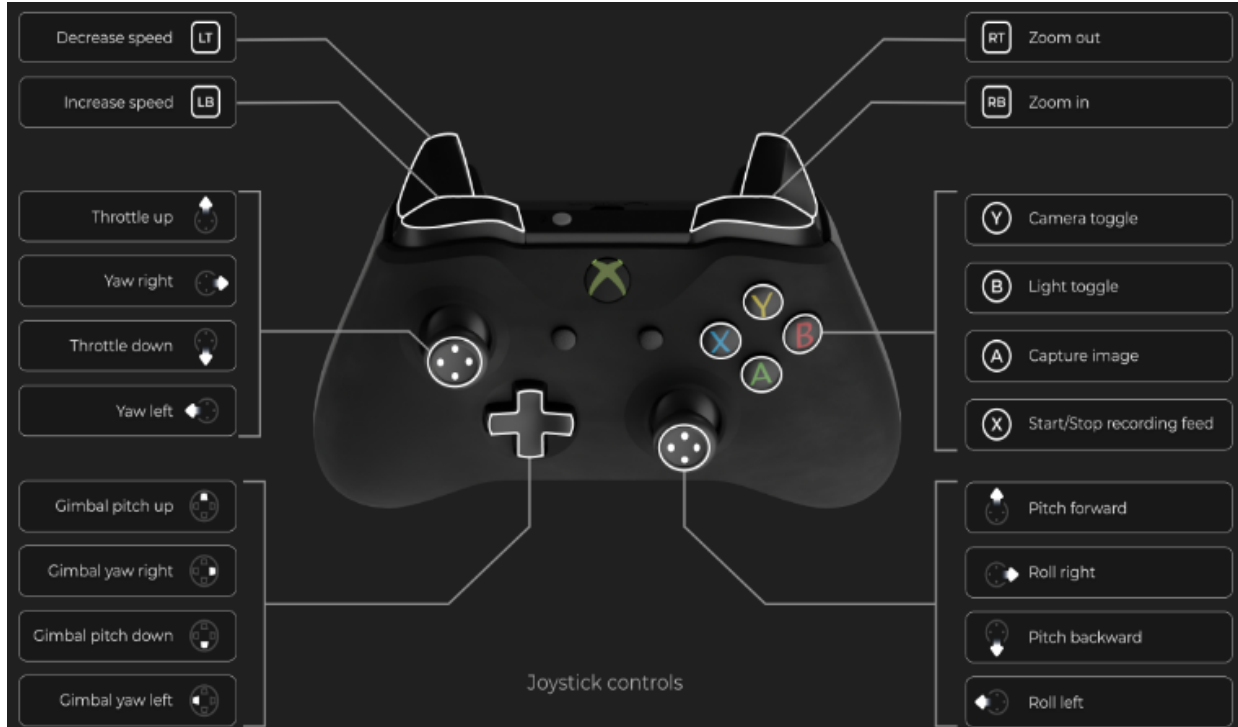 Decrease speed LT
Increase speed LB
RT Zoom out
RB Zoom in
Throttle up
Yaw right
Throttle down
Yaw left
Y Camera toggle
B Light toggle
A Capture image
X Start/Stop recording feed
Y
X
B
A
Gimbal pitch up
Gimbal yaw right
Gimbal pitch down
Gimbal yaw left
Pitch forward
Roll right
Pitch backward
Roll left
Joystick controls